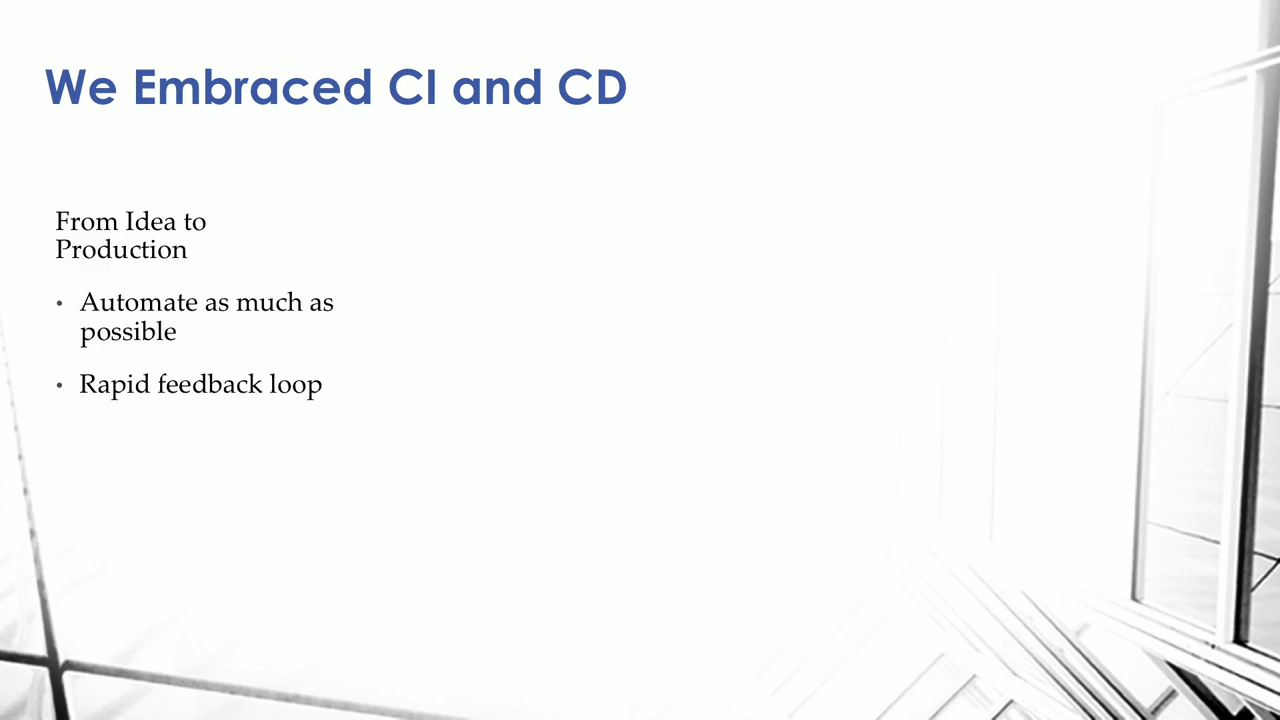 We Embraced CI and CD
From Idea to
Production
• Automate as much as
possible
• Rapid feedback loop